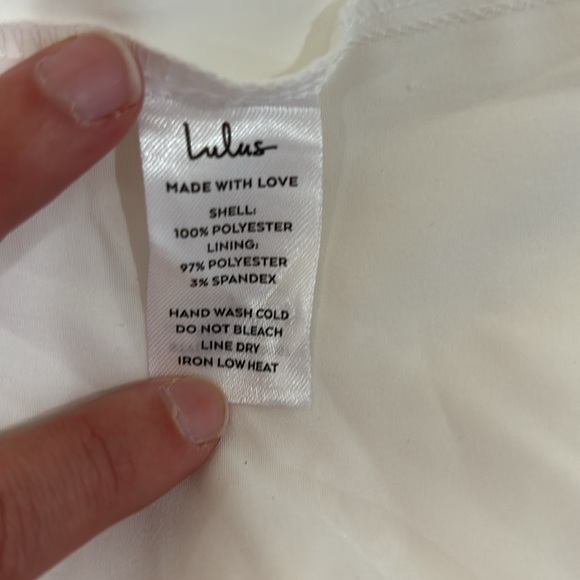 Lulus
MADE WITH LOVE
SHELL:
100% POLYESTER
LINING:
97% POLYESTER
3% SPANDEX
HAND WASH COLD
DO NOT BLEACH
LINE DRY
IRON LOW HEAT